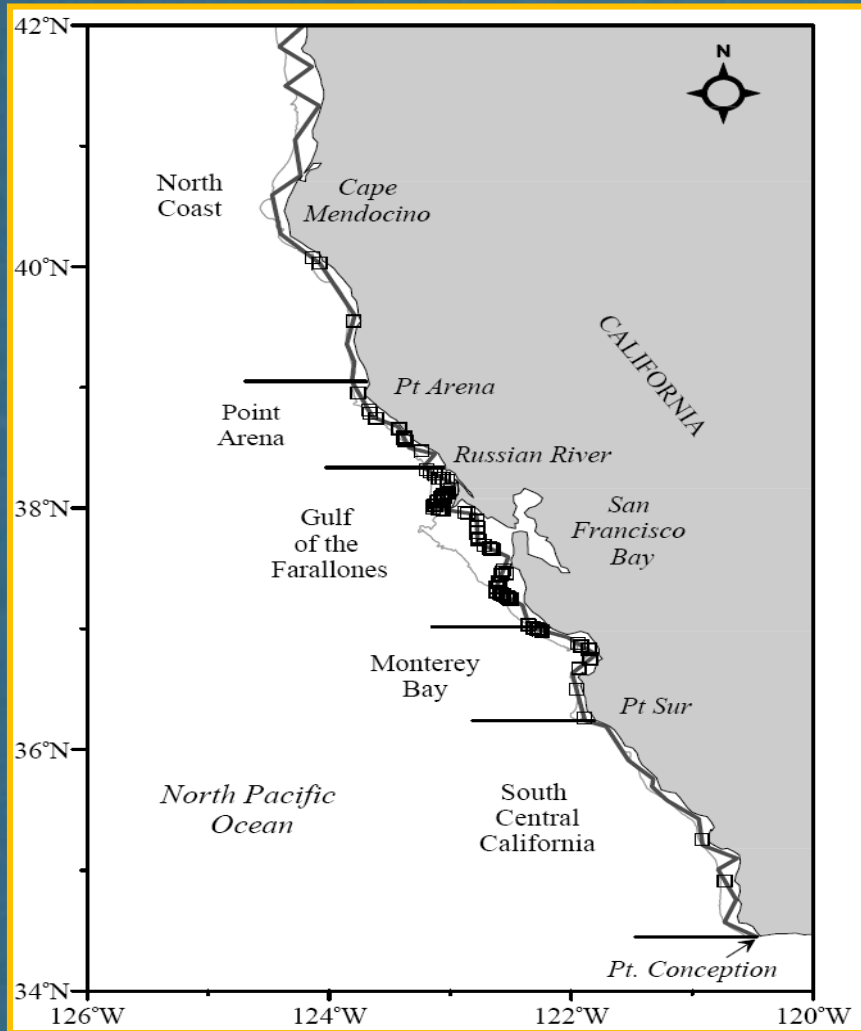 42°N
N
North
Coast
Cape
Mendocino
40°N
CALIFORNIA
Pt Arena
Point
Arena
Russian River
38°N
Gulf
of the
Farallones
San
Francisco
Bay
Monterey
Bay
Pt Sur
36°N
North Pacific
Ocean
South
Central
California
Pt. Conception
34°N
126°W
124°W
122°W
120°W